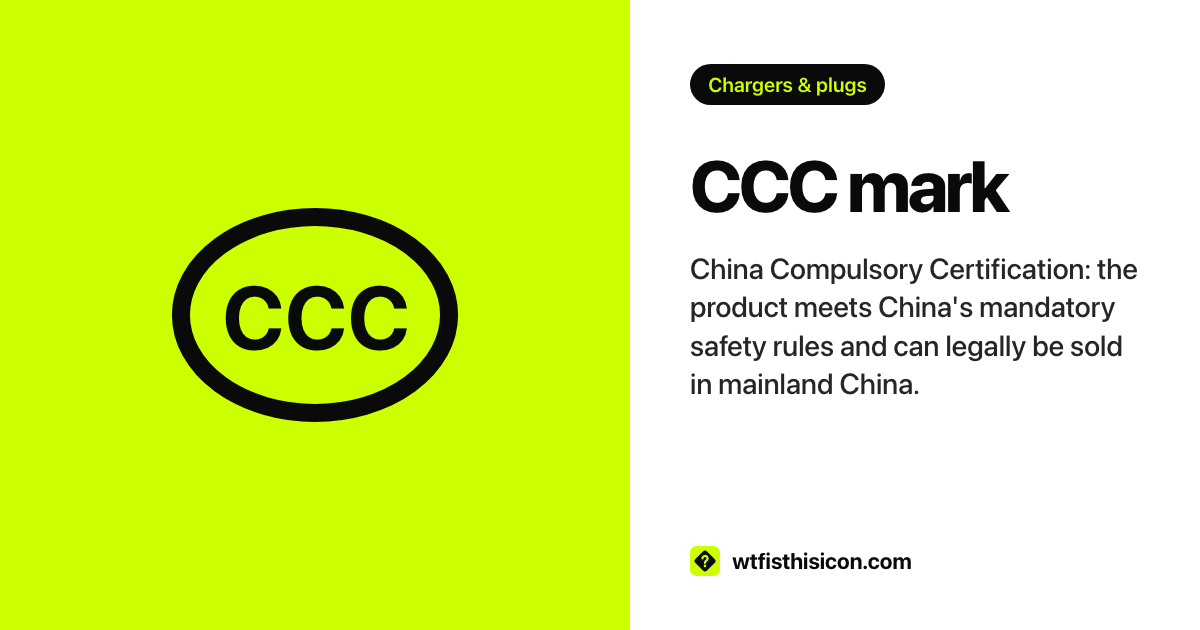 CCC
Chargers & plugs
CCC mark
China Compulsory Certification: the
product meets China's mandatory
safety rules and can legally be sold
in mainland China.
?
wtfisthisicon.com